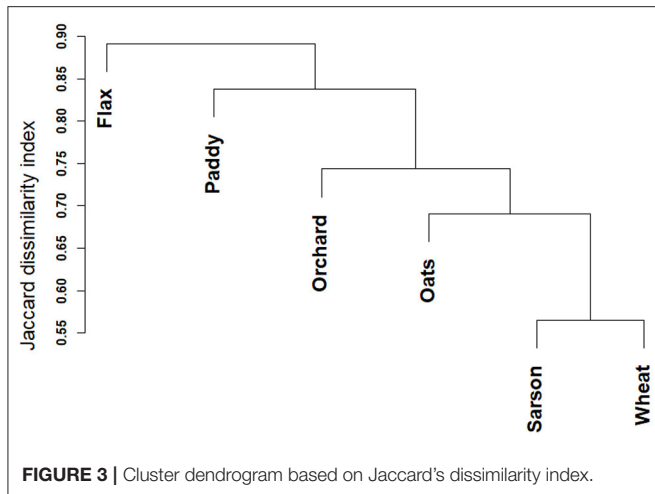 Jaccard dissimilarity index
0.90
0.85
0.80
0.75
0.70
0.65
0.60
0.55
Flax
Paddy
Orchard
Oats
Sarson
Wheat
FIGURE 3 | Cluster dendrogram based on Jaccard's dissimilarity index.